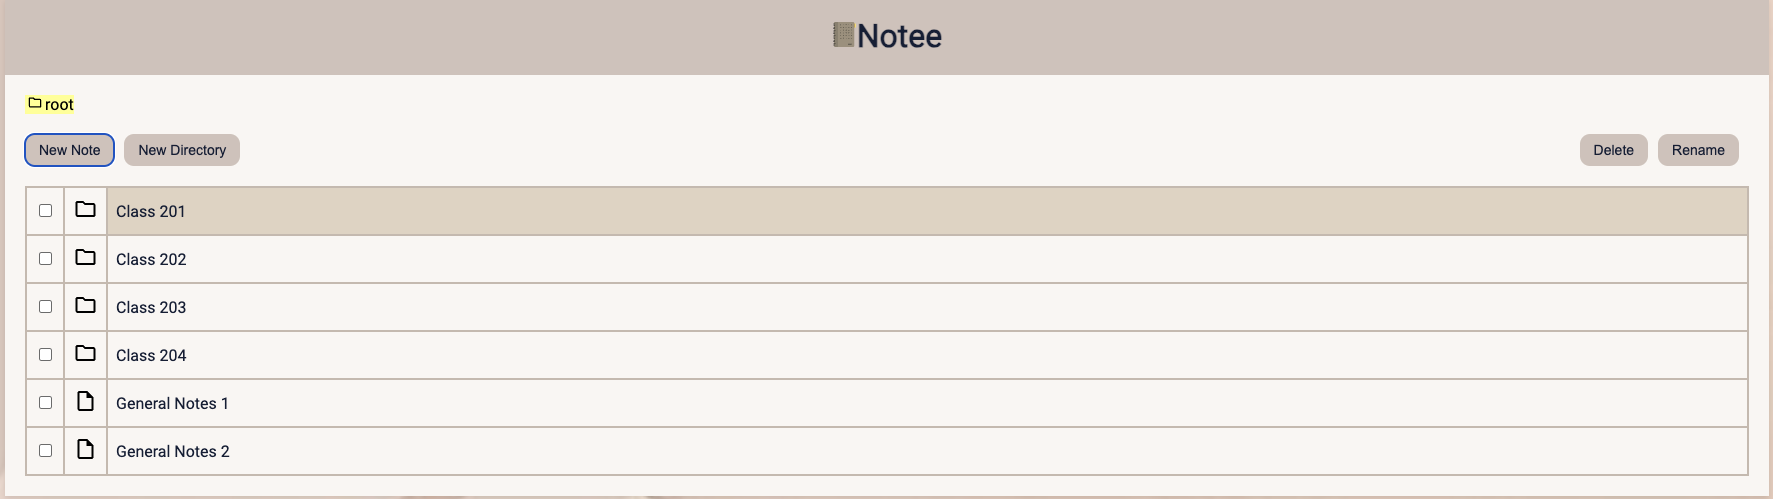 Notee
root
New Note New Directory Delete Rename
Class 201
Class 202
Class 203
Class 204
General Notes 1
General Notes 2